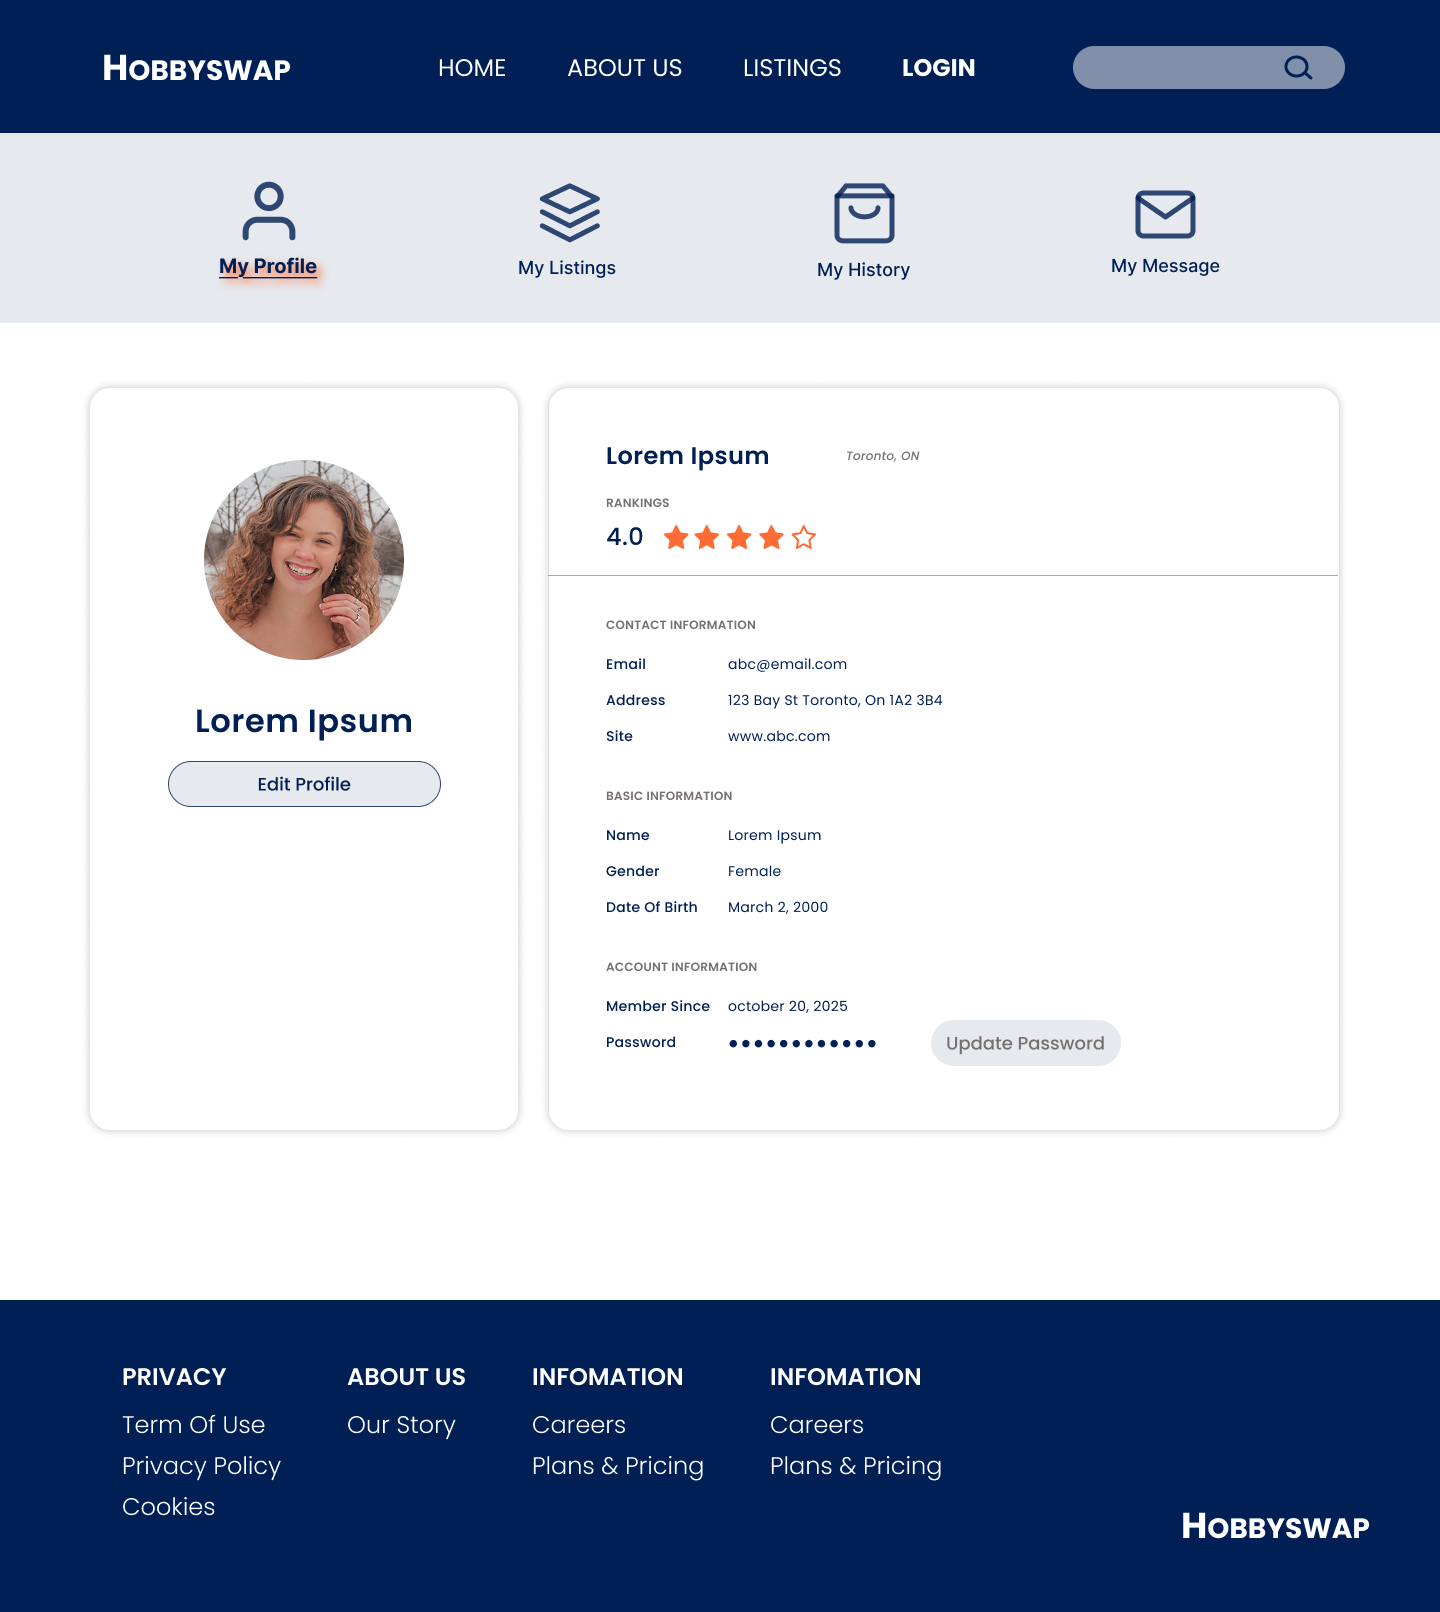 HOBBYSWAP
HOME ABOUT US LISTINGS LOGIN
My Profile My Listings My History My Message
Lorem Ipsum
Edit Profile
Lorem Ipsum Toronto, ON
RANKINGS
4.0
CONTACT INFORMATION
Email abc@email.com
Address 123 Bay St Toronto, On 1A2 3B4
Site www.abc.com
BASIC INFORMATION
Name Lorem Ipsum
Gender Female
Date Of Birth March 2, 2000
ACCOUNT INFORMATION
Member Since october 20, 2025
Password ●●●●●●●●●●●● Update Password
PRIVACY
Term Of Use
Privacy Policy
Cookies
ABOUT US
Our Story
INFOMATION
Careers
Plans & Pricing
INFOMATION
Careers
Plans & Pricing
HOBBYSWAP